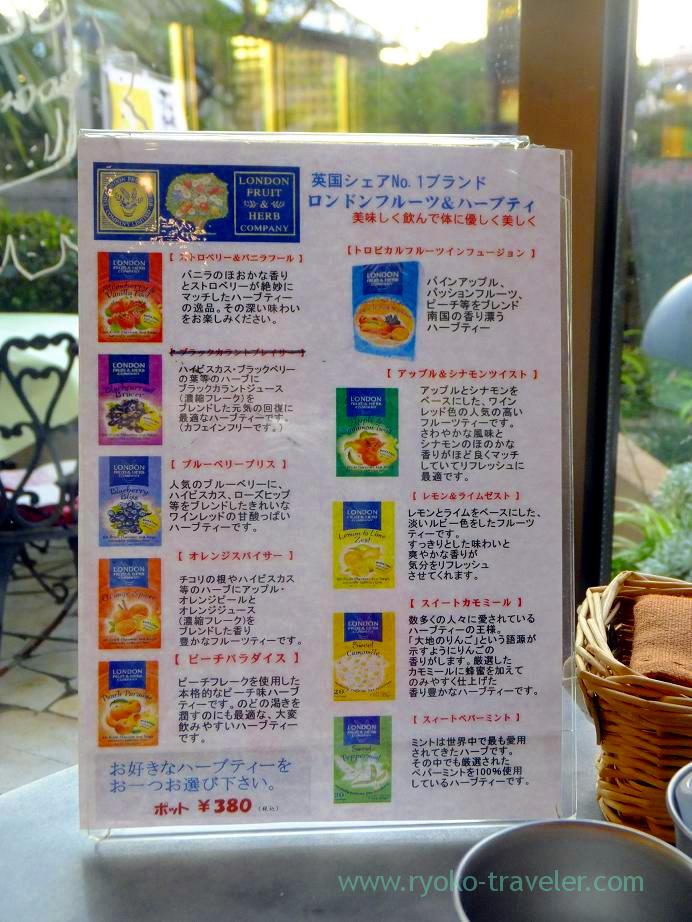 LONDON
FRUIT
&
HERB
COMPANY
英国シェアNo.1ブランド
ロンドンフルーツ&ハーブティ
美味しく飲んで体に優しく美しく
【ストロベリー&バニラフール】
バニラのほおかな香り
とストロベリーが絶妙に
マッチしたハーブティー
の逸品。その深い味わい
をお楽しみください。
ブラックカラントブレイサー】
ハイビスカス・ブラックベリー
の葉等のハーブに
ブラックカラントジュース
(濃縮フレーク)を
ブレンドした元気の回復に
最適なハーブティーです。
(カフェインフリーです。)
【ブルーベリーブリス】
人気のブルーベリーに、
ハイビスカス、ローズヒップ
等をブレンドしたきれいな
ワインレッドの甘酸っぱい
ハーブティーです。
【オレンジスパイサー】
チコリの根やハイビスカス
等のハーブにアップル・
オレンジピールと
オレンジジュース
(濃縮フレーク)を
ブレンドした香り
豊かなフルーツティーです。
【ピーチパラダイス】
ピーチフレークを使用した
本格的なピーチ味ハーブ
ティーです。のどの渇きを
潤すのにも最適な、大変
飲みやすいハーブティー
です。
お好きなハーブティーを
お一つお選び下さい。
ポット ¥380(税込)
【トロピカルフルーツインフュージョン】
パインアップル、
パッションフルーツ、
ピーチ等をブレンド
南国の香り漂う
ハーブティー
【アップル&シナモンツイスト】
アップルとシナモンを
ベースにした、ワイン
レッド色の人気の高い
フルーツティーです。
さわやかな風味と
シナモンのほのかな
香りがほど良くマッチ
していてリフレッシュに
最適です。
【レモン&ライムゼスト】
レモンとライムをベースにした、
淡いルビー色をしたフルーツ
ティーです。
すっきりとした味わいと
爽やかな香りが
気分をリフレッシュ
させてくれます。
【スイートカモミール】
数多くの人々に愛されている
ハーブティーの王様。
「大地のりんご」という語源が
示すようにりんごの
香りがします。厳選した
カモミールに蜂蜜を加えて
のみやすく仕上げた
香り豊かなハーブティーです。
【スィートペパーミント】
ミントは世界中で最も愛用
されてきたハーブです。
その中でも厳選された
ペパーミントを100%使用
しているハーブティーです。
LONDON
Strawberry &
Vanilla Fool
LONDON
Blackcurrant
Bracer
LONDON
Blueberry
Bliss
LONDON
Orange Spicer
LONDON
Peach Paradise
LONDON
LONDON
Apple &
Cinnamon Twist
LONDON
Lemon & Lime
Zest
LONDON
Sweet
Camomile
20
LONDON
Sweet
Peppermint
20
www.ryoko-traveler.com